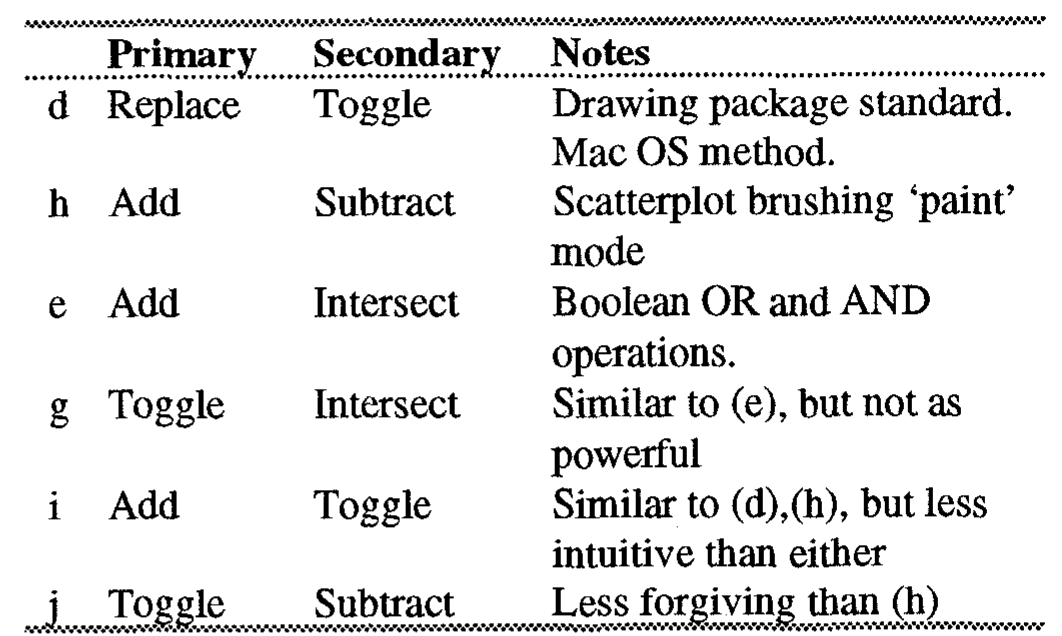 Primary Secondary Notes
d Replace Toggle Drawing package standard.
Mac OS method.
h Add Subtract Scatterplot brushing ‘paint’
mode
e Add Intersect Boolean OR and AND
operations.
g Toggle Intersect Similar to (e), but not as
powerful
i Add Toggle Similar to (d),(h), but less
intuitive than either
j Toggle Subtract Less forgiving than (h)